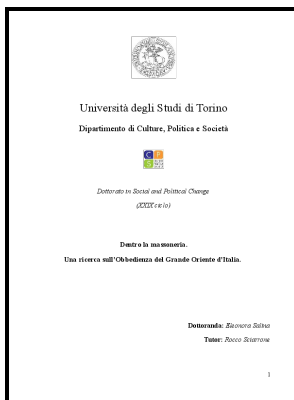 Università degli Studi di Torino
Dipartimento di Culture, Politica e Società
Dottorato in Social and Political Change
(XXIX ciclo)
Dentro la massoneria.
Una ricerca sull'Obbedienza del Grande Oriente d'Italia.
Dottoranda: Eleonora Saliva
Tutor: Rocco Sciarrone
1